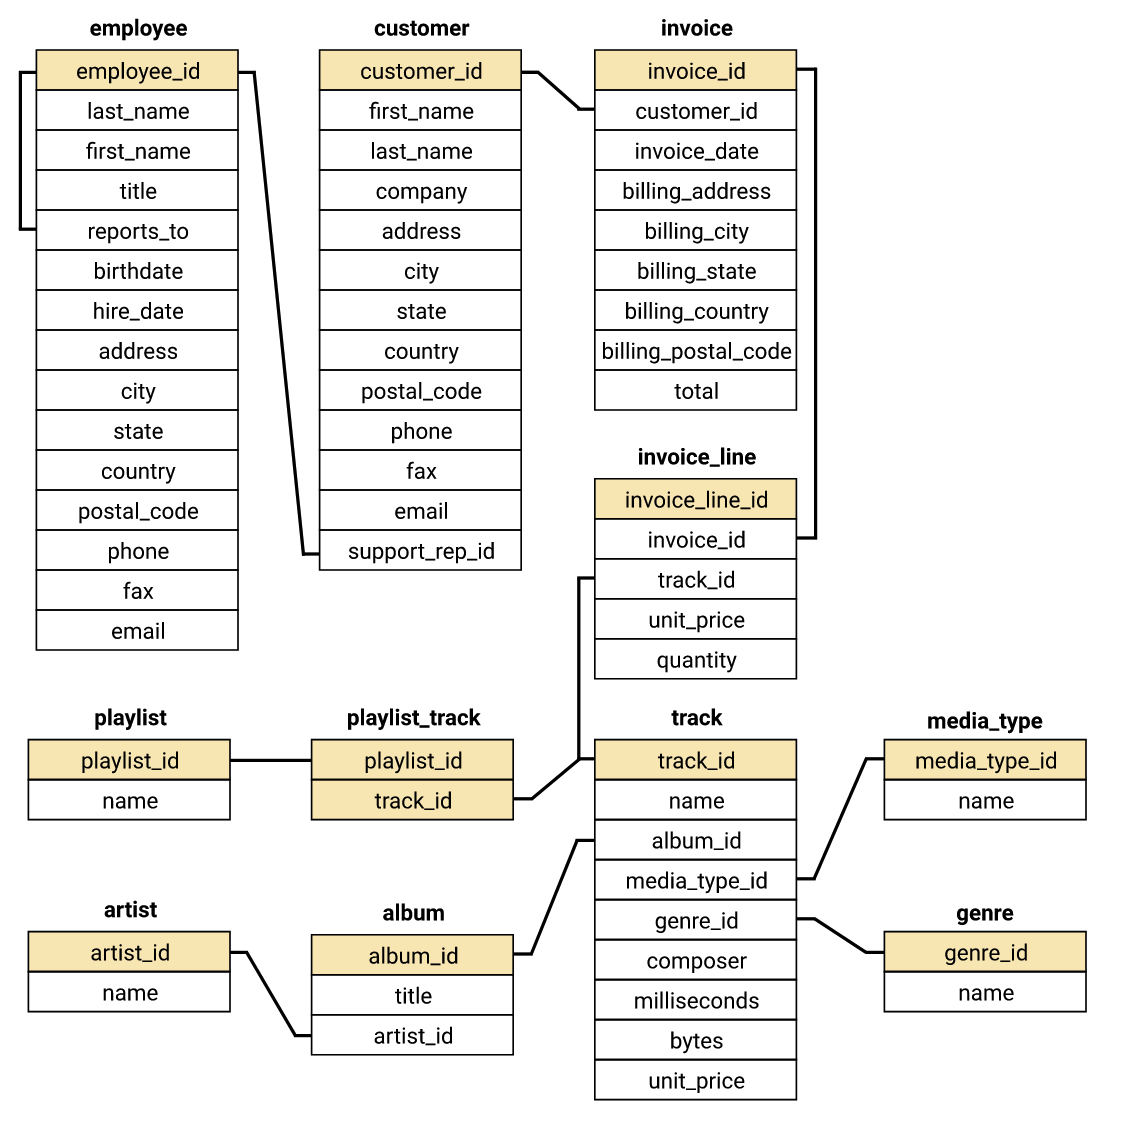 employee
employee_id
last_name
first_name
title
reports_to
birthdate
hire_date
address
city
state
country
postal_code
phone
fax
email
customer
customer_id
first_name
last_name
company
address
city
state
country
postal_code
phone
fax
email
support_rep_id
invoice
invoice_id
customer_id
invoice_date
billing_address
billing_city
billing_state
billing_country
billing_postal_code
total
invoice_line
invoice_line_id
invoice_id
track_id
unit_price
quantity
playlist
playlist_id
name
playlist_track
playlist_id
track_id
track
track_id
name
album_id
media_type_id
genre_id
composer
milliseconds
bytes
unit_price
media_type
media_type_id
name
artist
artist_id
name
album
album_id
title
artist_id
genre
genre_id
name